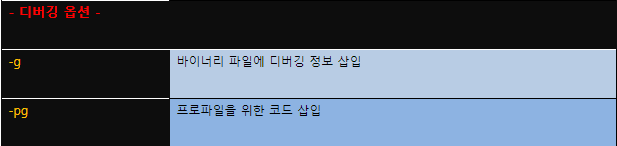 - 디버깅 옵션 -
-g
바이너리 파일에 디버깅 정보 삽입
-pg
프로파일을 위한 코드 삽입